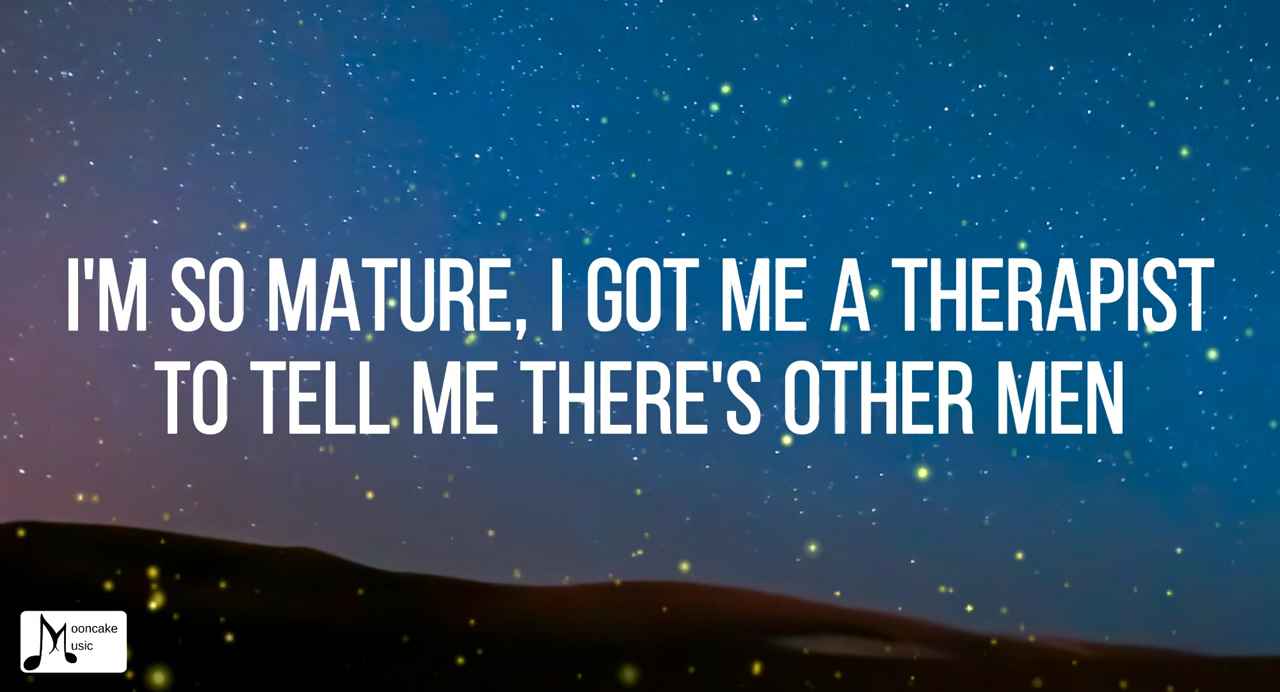 I'M SO MATURE, I GOT ME A THERAPIST
TO TELL ME THERE'S OTHER MEN
Mooncake
Music